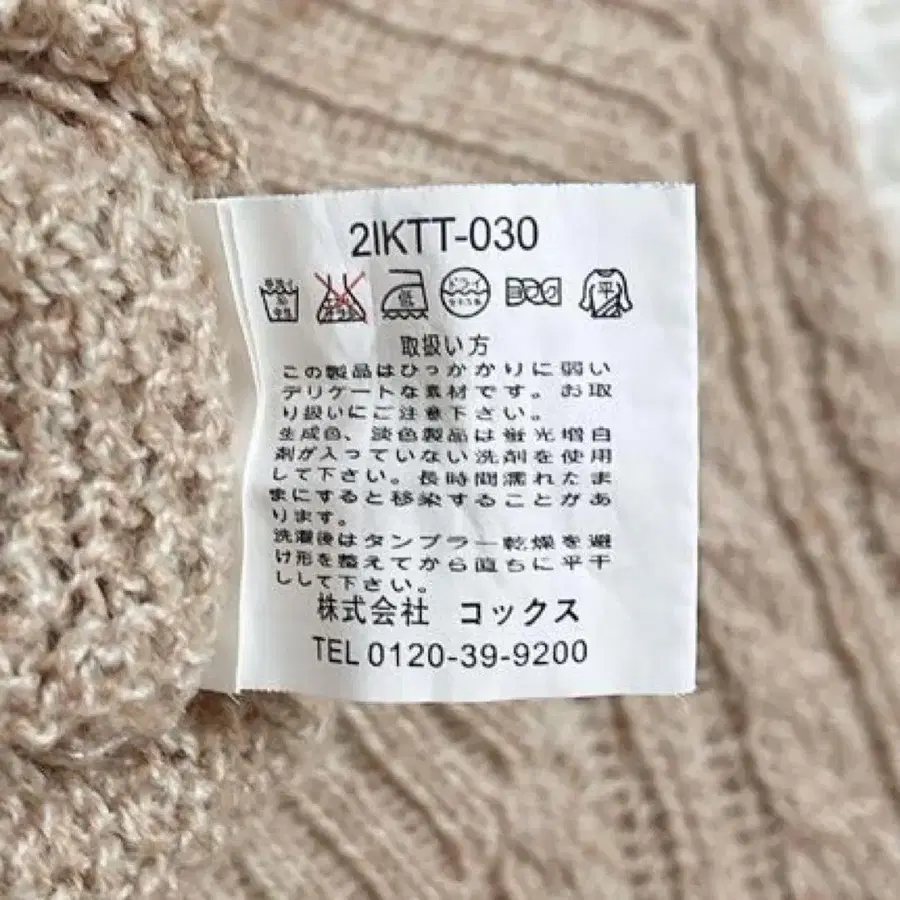 2IKTT-030
低 ドライ 平
取扱い方
この製品はひっかかりに弱い
デリケートな素材です。お取
り扱いにご注意下さい。
生成色、淡色製品は蛍光増白
剤が入っていない洗剤を使用
して下さい。長時間濡れたま
まにすると移染することがあ
ります。
洗濯後はタンブラー乾燥を避
け形を整えてから直ちに平干
しして下さい。
株式会社 コックス
TEL 0120-39-9200